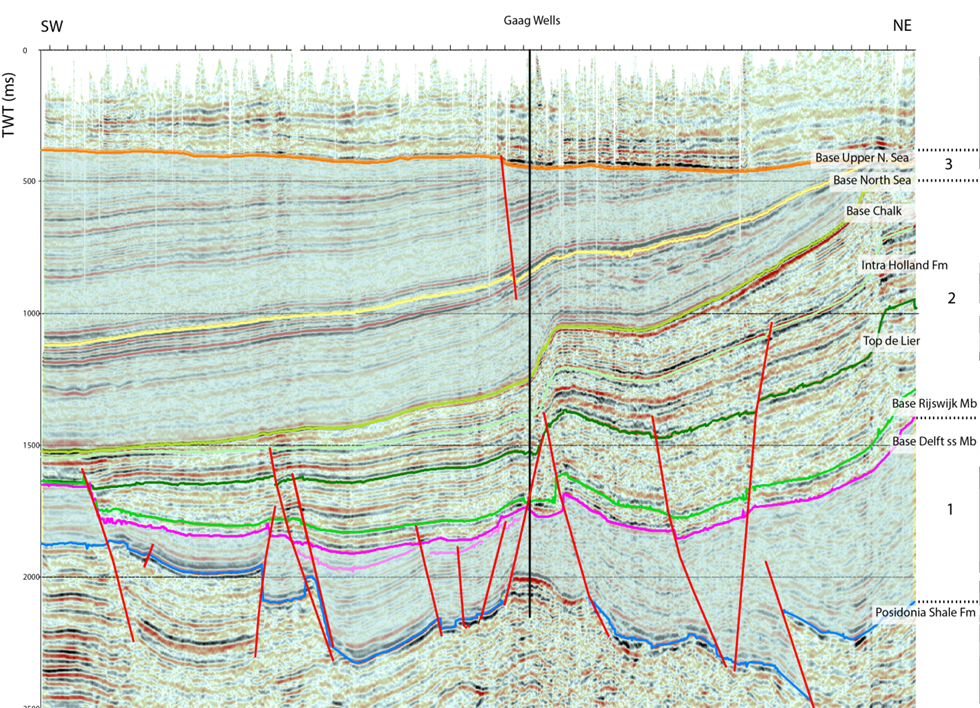 SW
Gaag Wells
NE
TWT (ms)
0
Base Upper N. Sea
3
500
Base North Sea
Base Chalk
Intra Holland Fm
2
1000
Top de Lier
Base Rijswijk Mb
1500
Base Delft ss Mb
1
2000
Posidonia Shale Fm